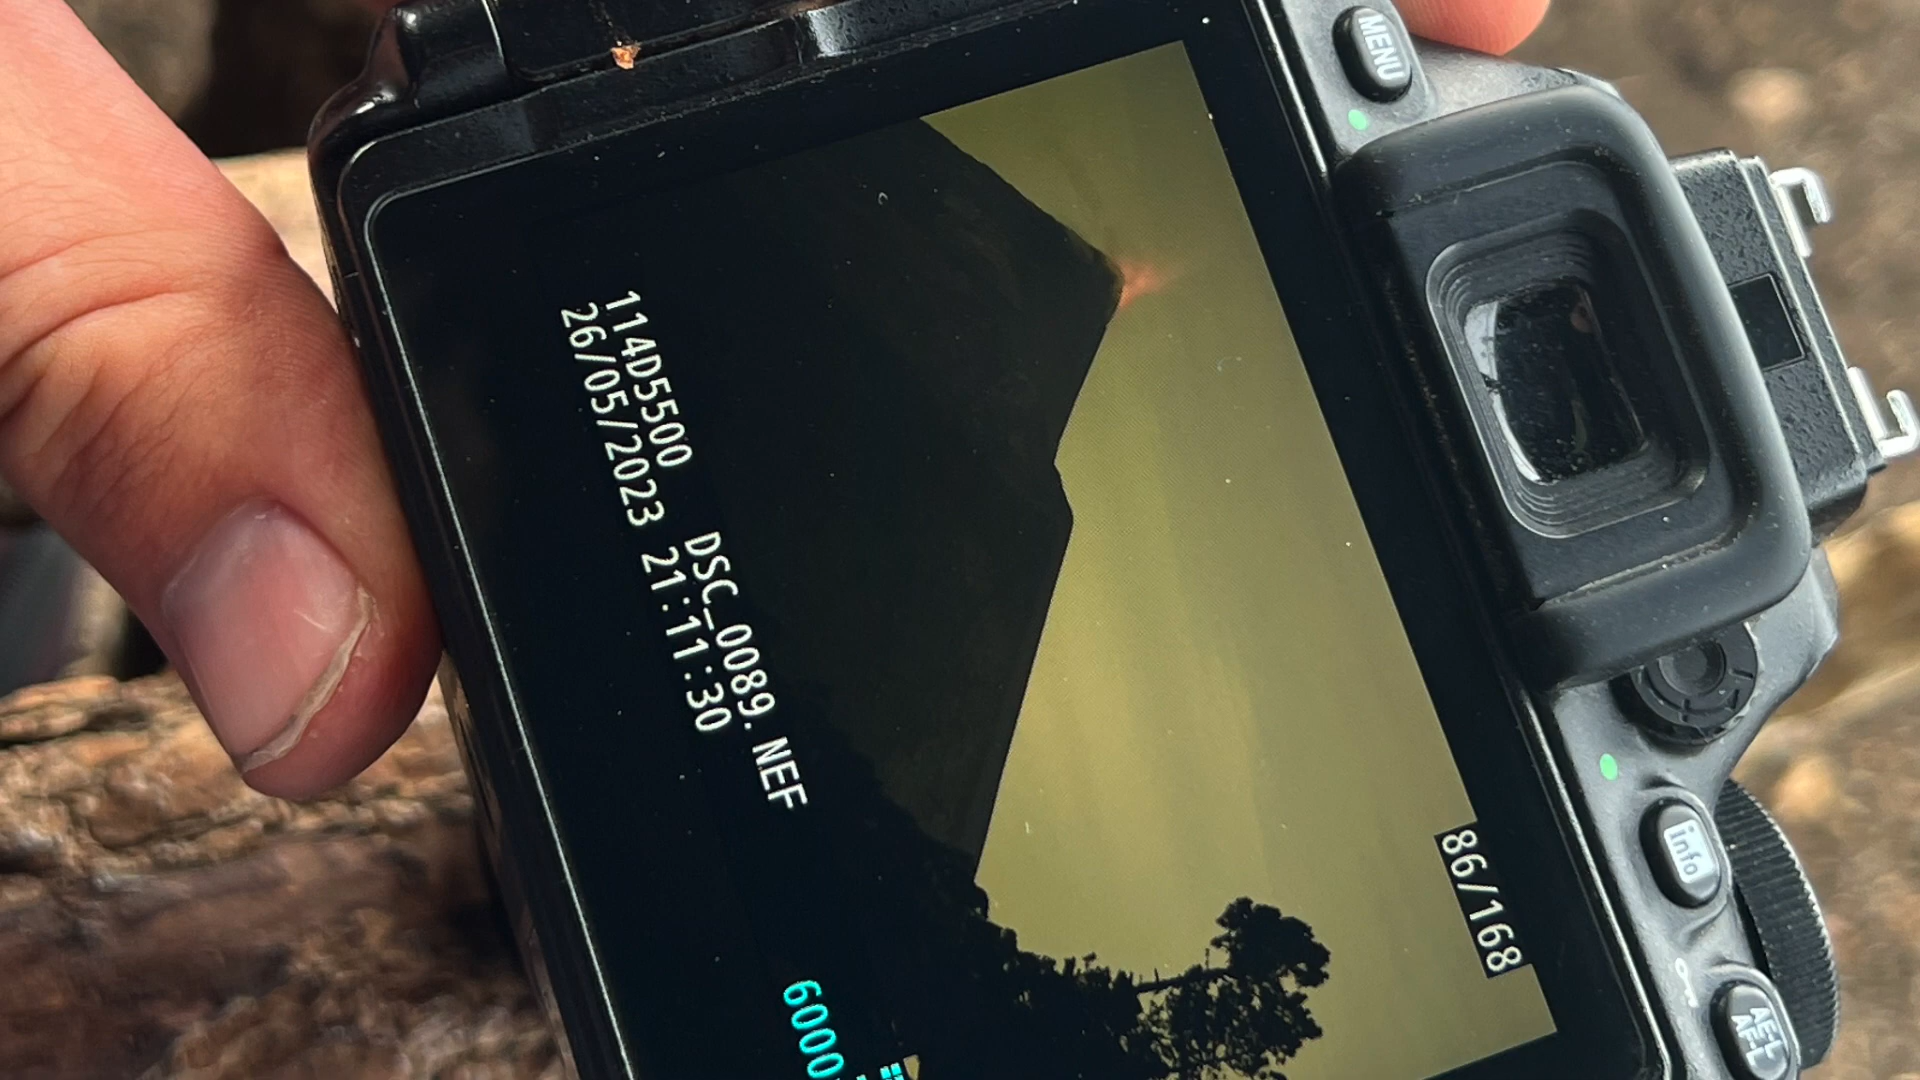 MENU
86/168
114D5500 DSC_0089.NEF
26/05/2023 21:11:30
6000
info
AE-L
AF-L